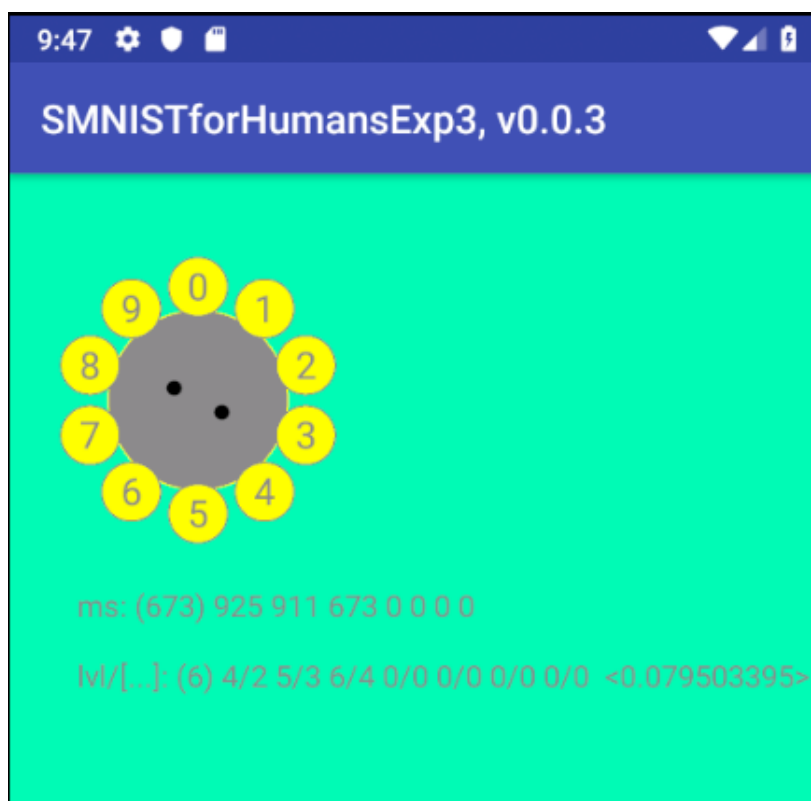 9:47
SMNISTforHumansExp3, v0.0.3
0
9 1
8 2
7 3
6 4
5
ms: (673) 925 911 673 0 0 0 0
lvl/[...]: (6) 4/2 5/3 6/4 0/0 0/0 0/0 0/0 <0.079503395>